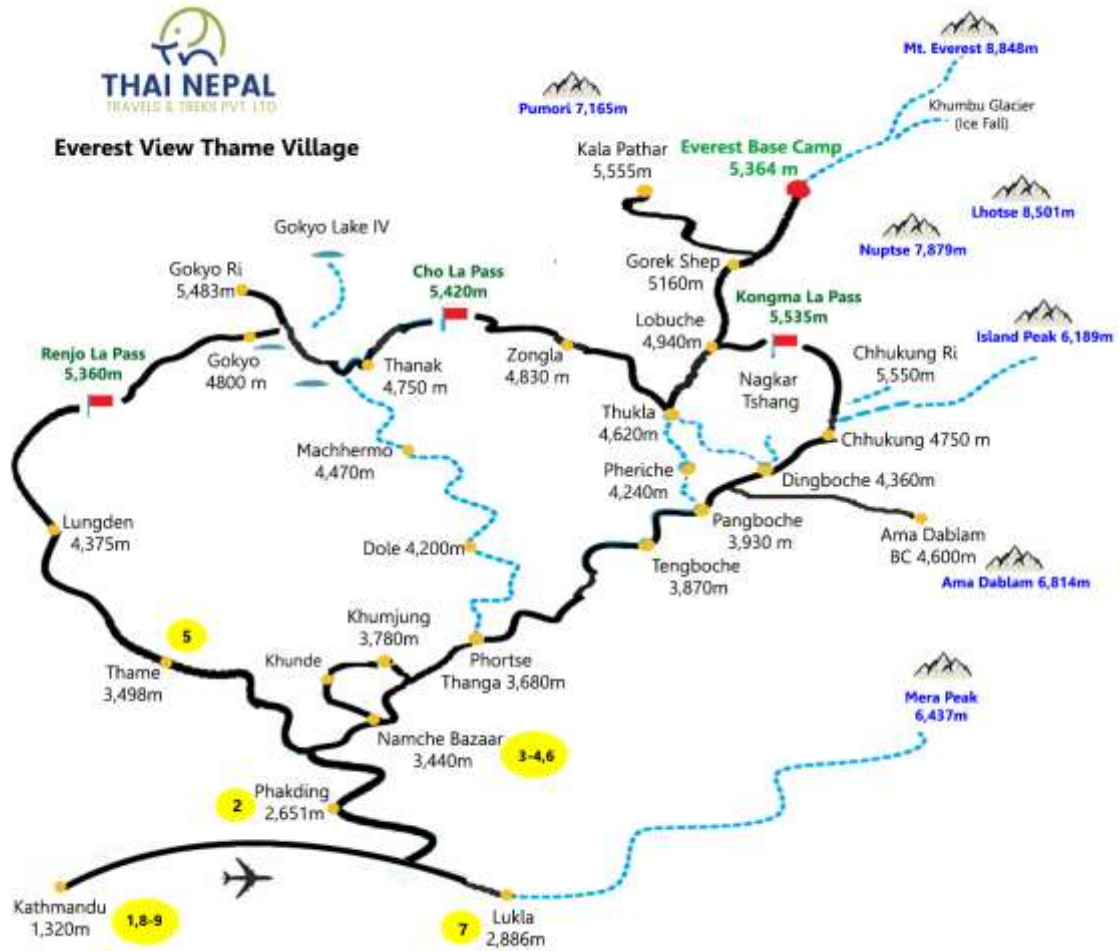 THAI NEPAL
TRAVELS & TREKS PVT. LTD
Everest View Thame Village
Mt. Everest 8,848m
Pumori 7,165m
Khumbu Glacier
(Ice Fall)
Kala Pathar
5,555m
Everest Base Camp
5,364 m
Lhotse 8,501m
Nuptse 7,879m
Gokyo Lake IV
Gokyo Ri
5,483m
Cho La Pass
5,420m
Gorek Shep
5160m
Kongma La Pass
5,535m
Island Peak 6,189m
Renjo La Pass
5,360m
Gokyo
4800 m
Thanak
4,750 m
Zongla
4,830 m
Lobuche
4,940m
Chhukung Ri
5,550m
Nagkar
Tshang
Thukla
4,620m
Chhukung 4750 m
Machhermo
4,470m
Pheriche
4,240m
Dingboche 4,360m
Lungden
4,375m
Dole 4,200m
Pangboche
3,930 m
Ama Dablam
BC 4,600m
Tengboche
3,870m
Ama Dablam 6,814m
5
Khumjung
3,780m
Thame
3,498m
Khunde
Phortse
Thanga 3,680m
Mera Peak
6,437m
Namche Bazaar
3,440m
3-4,6
2
Phakding
2,651m
Kathmandu
1,320m
1,8-9
7
Lukla
2,886m